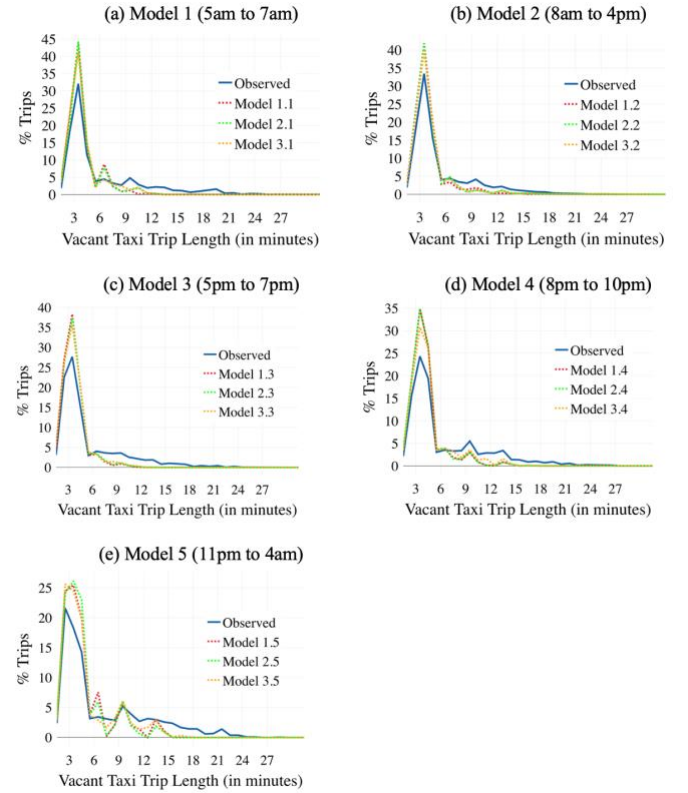 (a) Model 1 (5am to 7am)
45
40
35
30
25
20
15
10
5
0
% Trips
Observed
Model 1.1
Model 2.1
Model 3.1
3 6 9 12 15 18 21 24 27
Vacant Taxi Trip Length (in minutes)
(b) Model 2 (8am to 4pm)
40
35
30
25
20
15
10
5
0
% Trips
Observed
Model 1.2
Model 2.2
Model 3.2
3 6 9 12 15 18 21 24 27
Vacant Taxi Trip Length (in minutes)
(c) Model 3 (5pm to 7pm)
40
35
30
25
20
15
10
5
0
% Trips
Observed
Model 1.3
Model 2.3
Model 3.3
3 6 9 12 15 18 21 24 27
Vacant Taxi Trip Length (in minutes)
(d) Model 4 (8pm to 10pm)
35
30
25
20
15
10
5
0
% Trips
Observed
Model 1.4
Model 2.4
Model 3.4
3 6 9 12 15 18 21 24 27
Vacant Taxi Trip Length (in minutes)
(e) Model 5 (11pm to 4am)
25
20
15
10
5
0
% Trips
Observed
Model 1.5
Model 2.5
Model 3.5
3 6 9 12 15 18 21 24 27
Vacant Taxi Trip Length (in minutes)